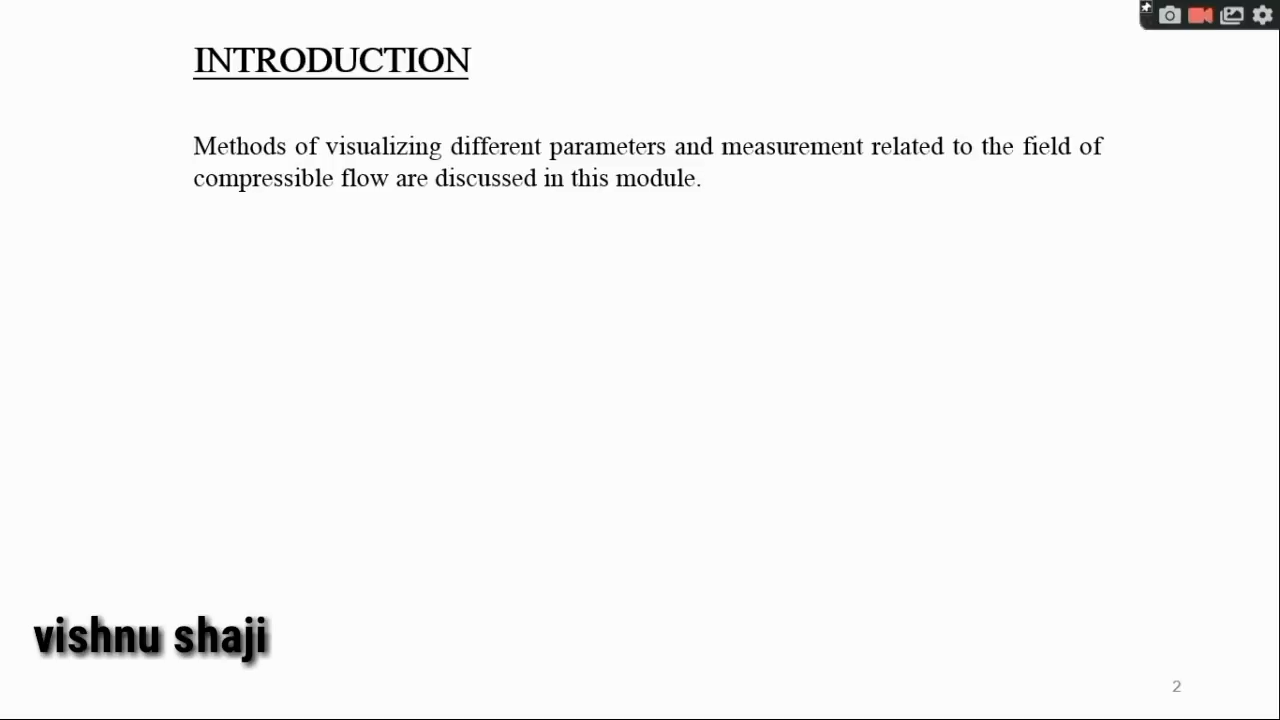 INTRODUCTION
Methods of visualizing different parameters and measurement related to the field of
compressible flow are discussed in this module.
vishnu shaji
2